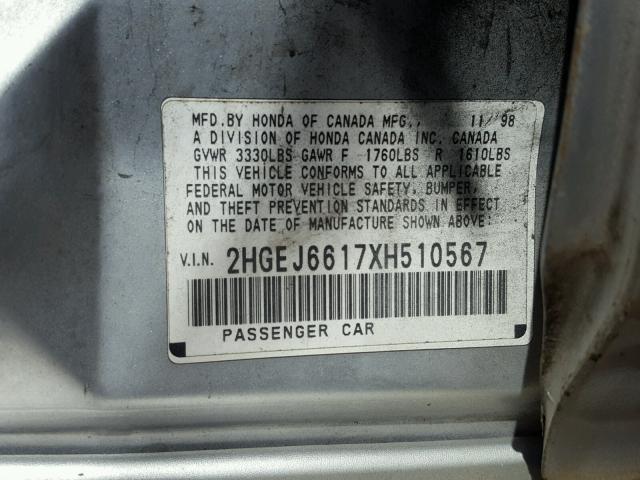 MFD.BY HONDA OF CANADA MFG., 11/'98
A DIVISION OF HONDA CANADA INC. CANADA
GVWR 3330LBS GAWR F 1760LBS R 1610LBS
THIS VEHICLE CONFORMS TO ALL APPLICABLE
FEDERAL MOTOR VEHICLE SAFETY, BUMPER,
AND THEFT PREVENTION STANDARDS IN EFFECT
ON THE DATE OF MANUFACTURE SHOWN ABOVE:
V.I.N. 2HGEJ6617XH510567
PASSENGER CAR